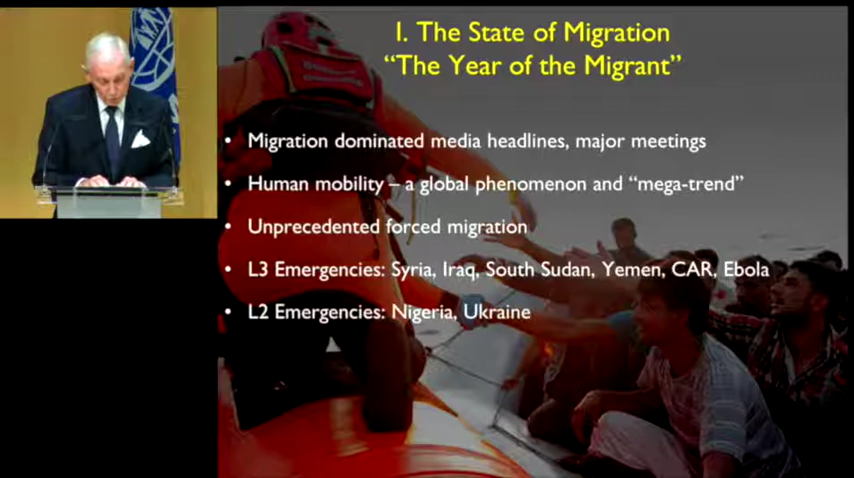 I. The State of Migration
“The Year of the Migrant”
• Migration dominated media headlines, major meetings
• Human mobility – a global phenomenon and “mega-trend”
• Unprecedented forced migration
• L3 Emergencies: Syria, Iraq, South Sudan, Yemen, CAR, Ebola
• L2 Emergencies: Nigeria, Ukraine